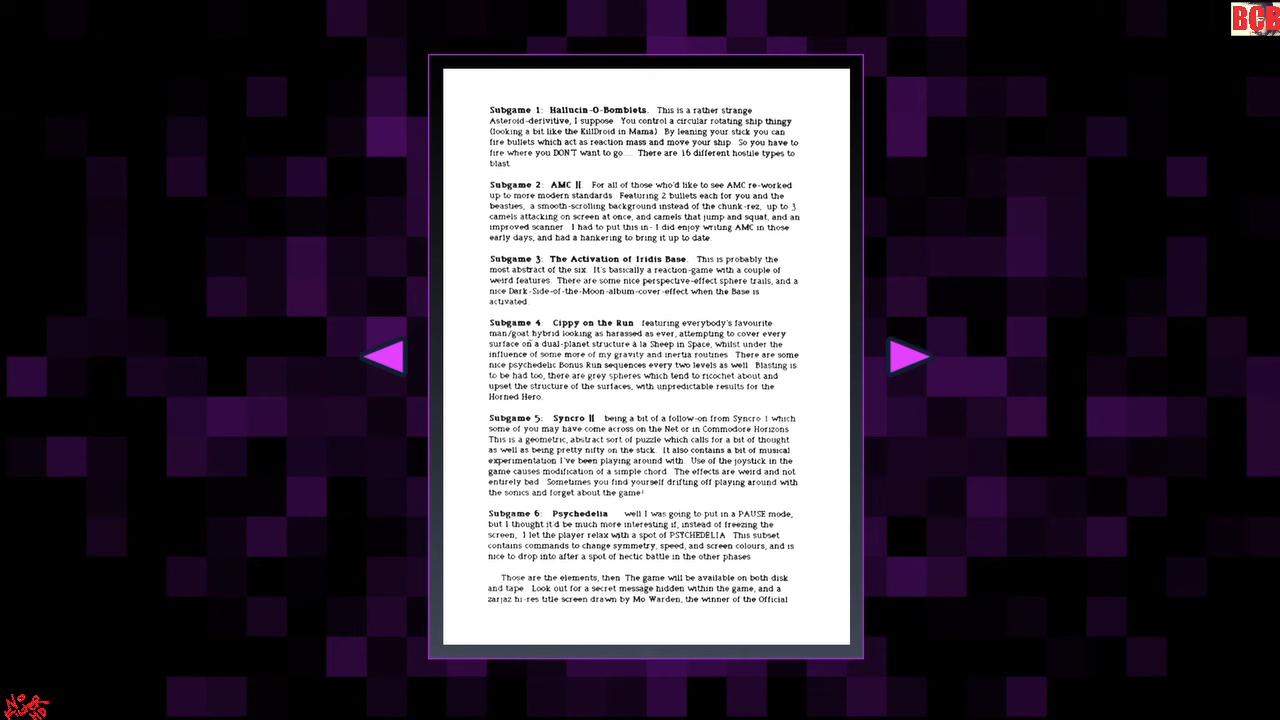 BCB
Subgame 1: Hallucin-O-Bomblets. This is a rather strange
Asteroid-derivitive, I suppose. You control a circular rotating ship thingy
(looking a bit like the KillDroid in Mama). By leaning your stick you can
fire bullets which act as reaction mass and move your ship. So you have to
fire where you DON'T want to go.... There are 16 different hostile types to
blast.
Subgame 2: AMC II. For all of those who'd like to see AMC re-worked
up to more modern standards. Featuring 2 bullets each for you and the
beasties, a smooth-scrolling background instead of the chunk-rez, up to 3
camels attacking on screen at once, and camels that jump and squat, and an
improved scanner. I had to put this in- I did enjoy writing AMC in those
early days, and had a hankering to bring it up to date.
Subgame 3: The Activation of Iridis Base. This is probably the
most abstract of the six. It's basically a reaction-game with a couple of
weird features. There are some nice perspective-effect sphere trails, and a
nice Dark-Side-of-the-Moon-album-cover-effect when the Base is
activated.
Subgame 4: Cippy on the Run featuring everybody's favourite
man/goat hybrid looking as harassed as ever, attempting to cover every
surface on a dual-planet structure à la Sheep in Space, whilst under the
influence of some more of my gravity and inertia routines. There are some
nice psychedelic Bonus Run sequences every two levels as well. Blasting is
to be had too, there are grey spheres which tend to ricochet about and
upset the structure of the surfaces, with unpredictable results for the
Horned Hero.
Subgame 5: Syncro II being a bit of a follow-on from Syncro 1 which
some of you may have come across on the Net or in Commodore Horizons.
This is a geometric, abstract sort of puzzle which calls for a bit of thought
as well as being pretty nifty on the stick. It also contains a bit of musical
experimentation I've been playing around with. Use of the joystick in the
game causes modification of a simple chord. The effects are weird and not
entirely bad. Sometimes you find yourself drifting off playing around with
the sonics and forget about the game!
Subgame 6: Psychedelia well I was going to put in a PAUSE mode,
but I thought it'd be much more interesting if, instead of freezing the
screen, I let the player relax with a spot of PSYCHEDELIA. This subset
contains commands to change symmetry, speed, and screen colours, and is
nice to drop into after a spot of hectic battle in the other phases.
Those are the elements, then. The game will be available on both disk
and tape. Look out for a secret message hidden within the game, and a
zarjaz hi-res title screen drawn by Mo Warden, the winner of the Official